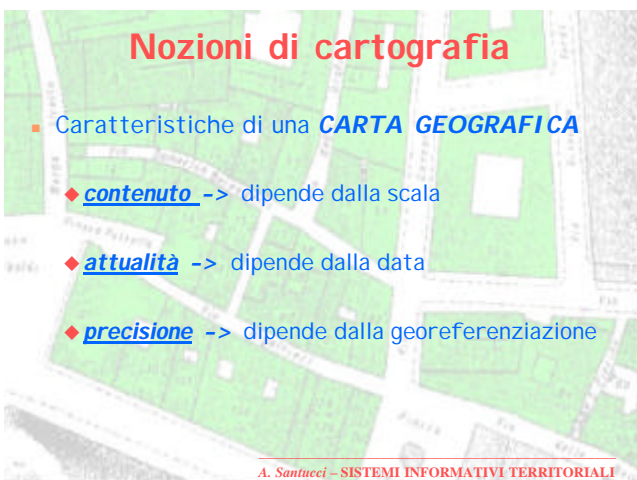 Nozioni di cartografia
Caratteristiche di una CARTA GEOGRAFICA
contenuto -> dipende dalla scala
attualità -> dipende dalla data
precisione -> dipende dalla georeferenziazione
A. Santucci – SISTEMI INFORMATIVI TERRITORIALI